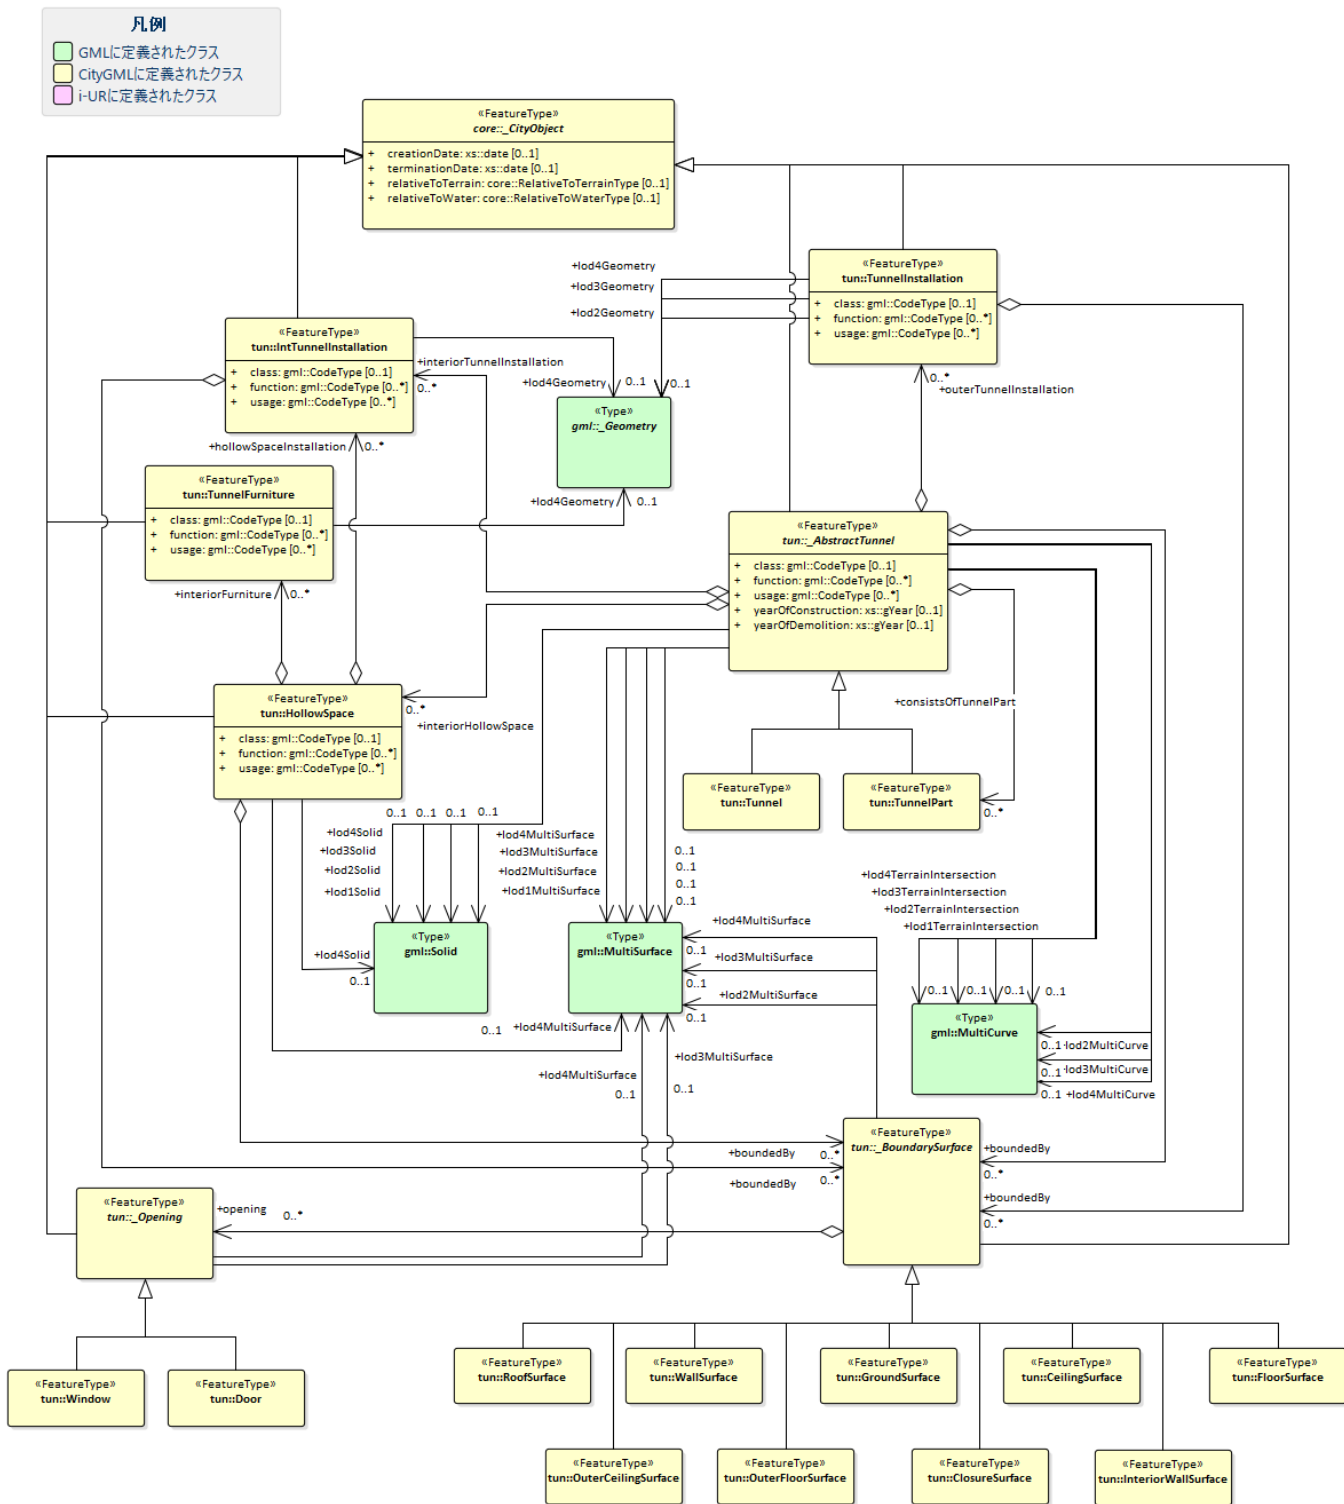 凡例
GMLに定義されたクラス
CityGMLに定義されたクラス
i-URに定義されたクラス
«FeatureType»
core::_CityObject
+ creationDate: xs::date [0..1]
+ terminationDate: xs::date [0..1]
+ relativeToTerrain: core::RelativeToTerrainType [0..1]
+ relativeToWater: core::RelativeToWaterType [0..1]
«FeatureType»
tun::TunnelInstallation
+ class: gml::CodeType [0..1]
+ function: gml::CodeType [0..*]
+ usage: gml::CodeType [0..*]
+lod4Geometry
+lod3Geometry
+lod2Geometry
0..1
«FeatureType»
tun::IntTunnelInstallation
+ class: gml::CodeType [0..1]
+ function: gml::CodeType [0..*]
+ usage: gml::CodeType [0..*]
+interiorTunnelInstallation
0..*
+lod4Geometry
0..1
0..*
+outerTunnelInstallation
«Type»
gml::_Geometry
+hollowSpaceInstallation
0..*
«FeatureType»
tun::TunnelFurniture
+ class: gml::CodeType [0..1]
+ function: gml::CodeType [0..*]
+ usage: gml::CodeType [0..*]
+lod4Geometry
0..1
+interiorFurniture
0..*
«FeatureType»
tun::_AbstractTunnel
+ class: gml::CodeType [0..1]
+ function: gml::CodeType [0..*]
+ usage: gml::CodeType [0..*]
+ yearOfConstruction: xs::gYear [0..1]
+ yearOfDemolition: xs::gYear [0..1]
«FeatureType»
tun::HollowSpace
+ class: gml::CodeType [0..1]
+ function: gml::CodeType [0..*]
+ usage: gml::CodeType [0..*]
0..*
+interiorHollowSpace
+consistsOfTunnelPart
0..*
«FeatureType»
tun::Tunnel
«FeatureType»
tun::TunnelPart
0..1
0..1
0..1
0..1
+lod4Solid
+lod3Solid
+lod2Solid
+lod1Solid
+lod4MultiSurface
+lod3MultiSurface
+lod2MultiSurface
+lod1MultiSurface
0..1
0..1
0..1
0..1
+lod4TerrainIntersection
+lod3TerrainIntersection
+lod2TerrainIntersection
+lod1TerrainIntersection
0..1
0..1
0..1
0..1
«Type»
gml::Solid
+lod4Solid
0..1
«Type»
gml::MultiSurface
+lod4MultiSurface
0..1
+lod3MultiSurface
0..1
+lod2MultiSurface
0..1
«Type»
gml::MultiCurve
0..1
+lod2MultiCurve
0..1
+lod3MultiCurve
0..1
+lod4MultiCurve
0..1
+lod4MultiSurface
+lod3MultiSurface
0..1
+lod4MultiSurface
0..1
«FeatureType»
tun::_BoundarySurface
+boundedBy
0..*
+boundedBy
0..*
+boundedBy
0..*
+boundedBy
0..*
«FeatureType»
tun::_Opening
+opening
0..*
«FeatureType»
tun::Window
«FeatureType»
tun::Door
«FeatureType»
tun::RoofSurface
«FeatureType»
tun::WallSurface
«FeatureType»
tun::GroundSurface
«FeatureType»
tun::CeilingSurface
«FeatureType»
tun::FloorSurface
«FeatureType»
tun::OuterCeilingSurface
«FeatureType»
tun::OuterFloorSurface
«FeatureType»
tun::ClosureSurface
«FeatureType»
tun::InteriorWallSurface